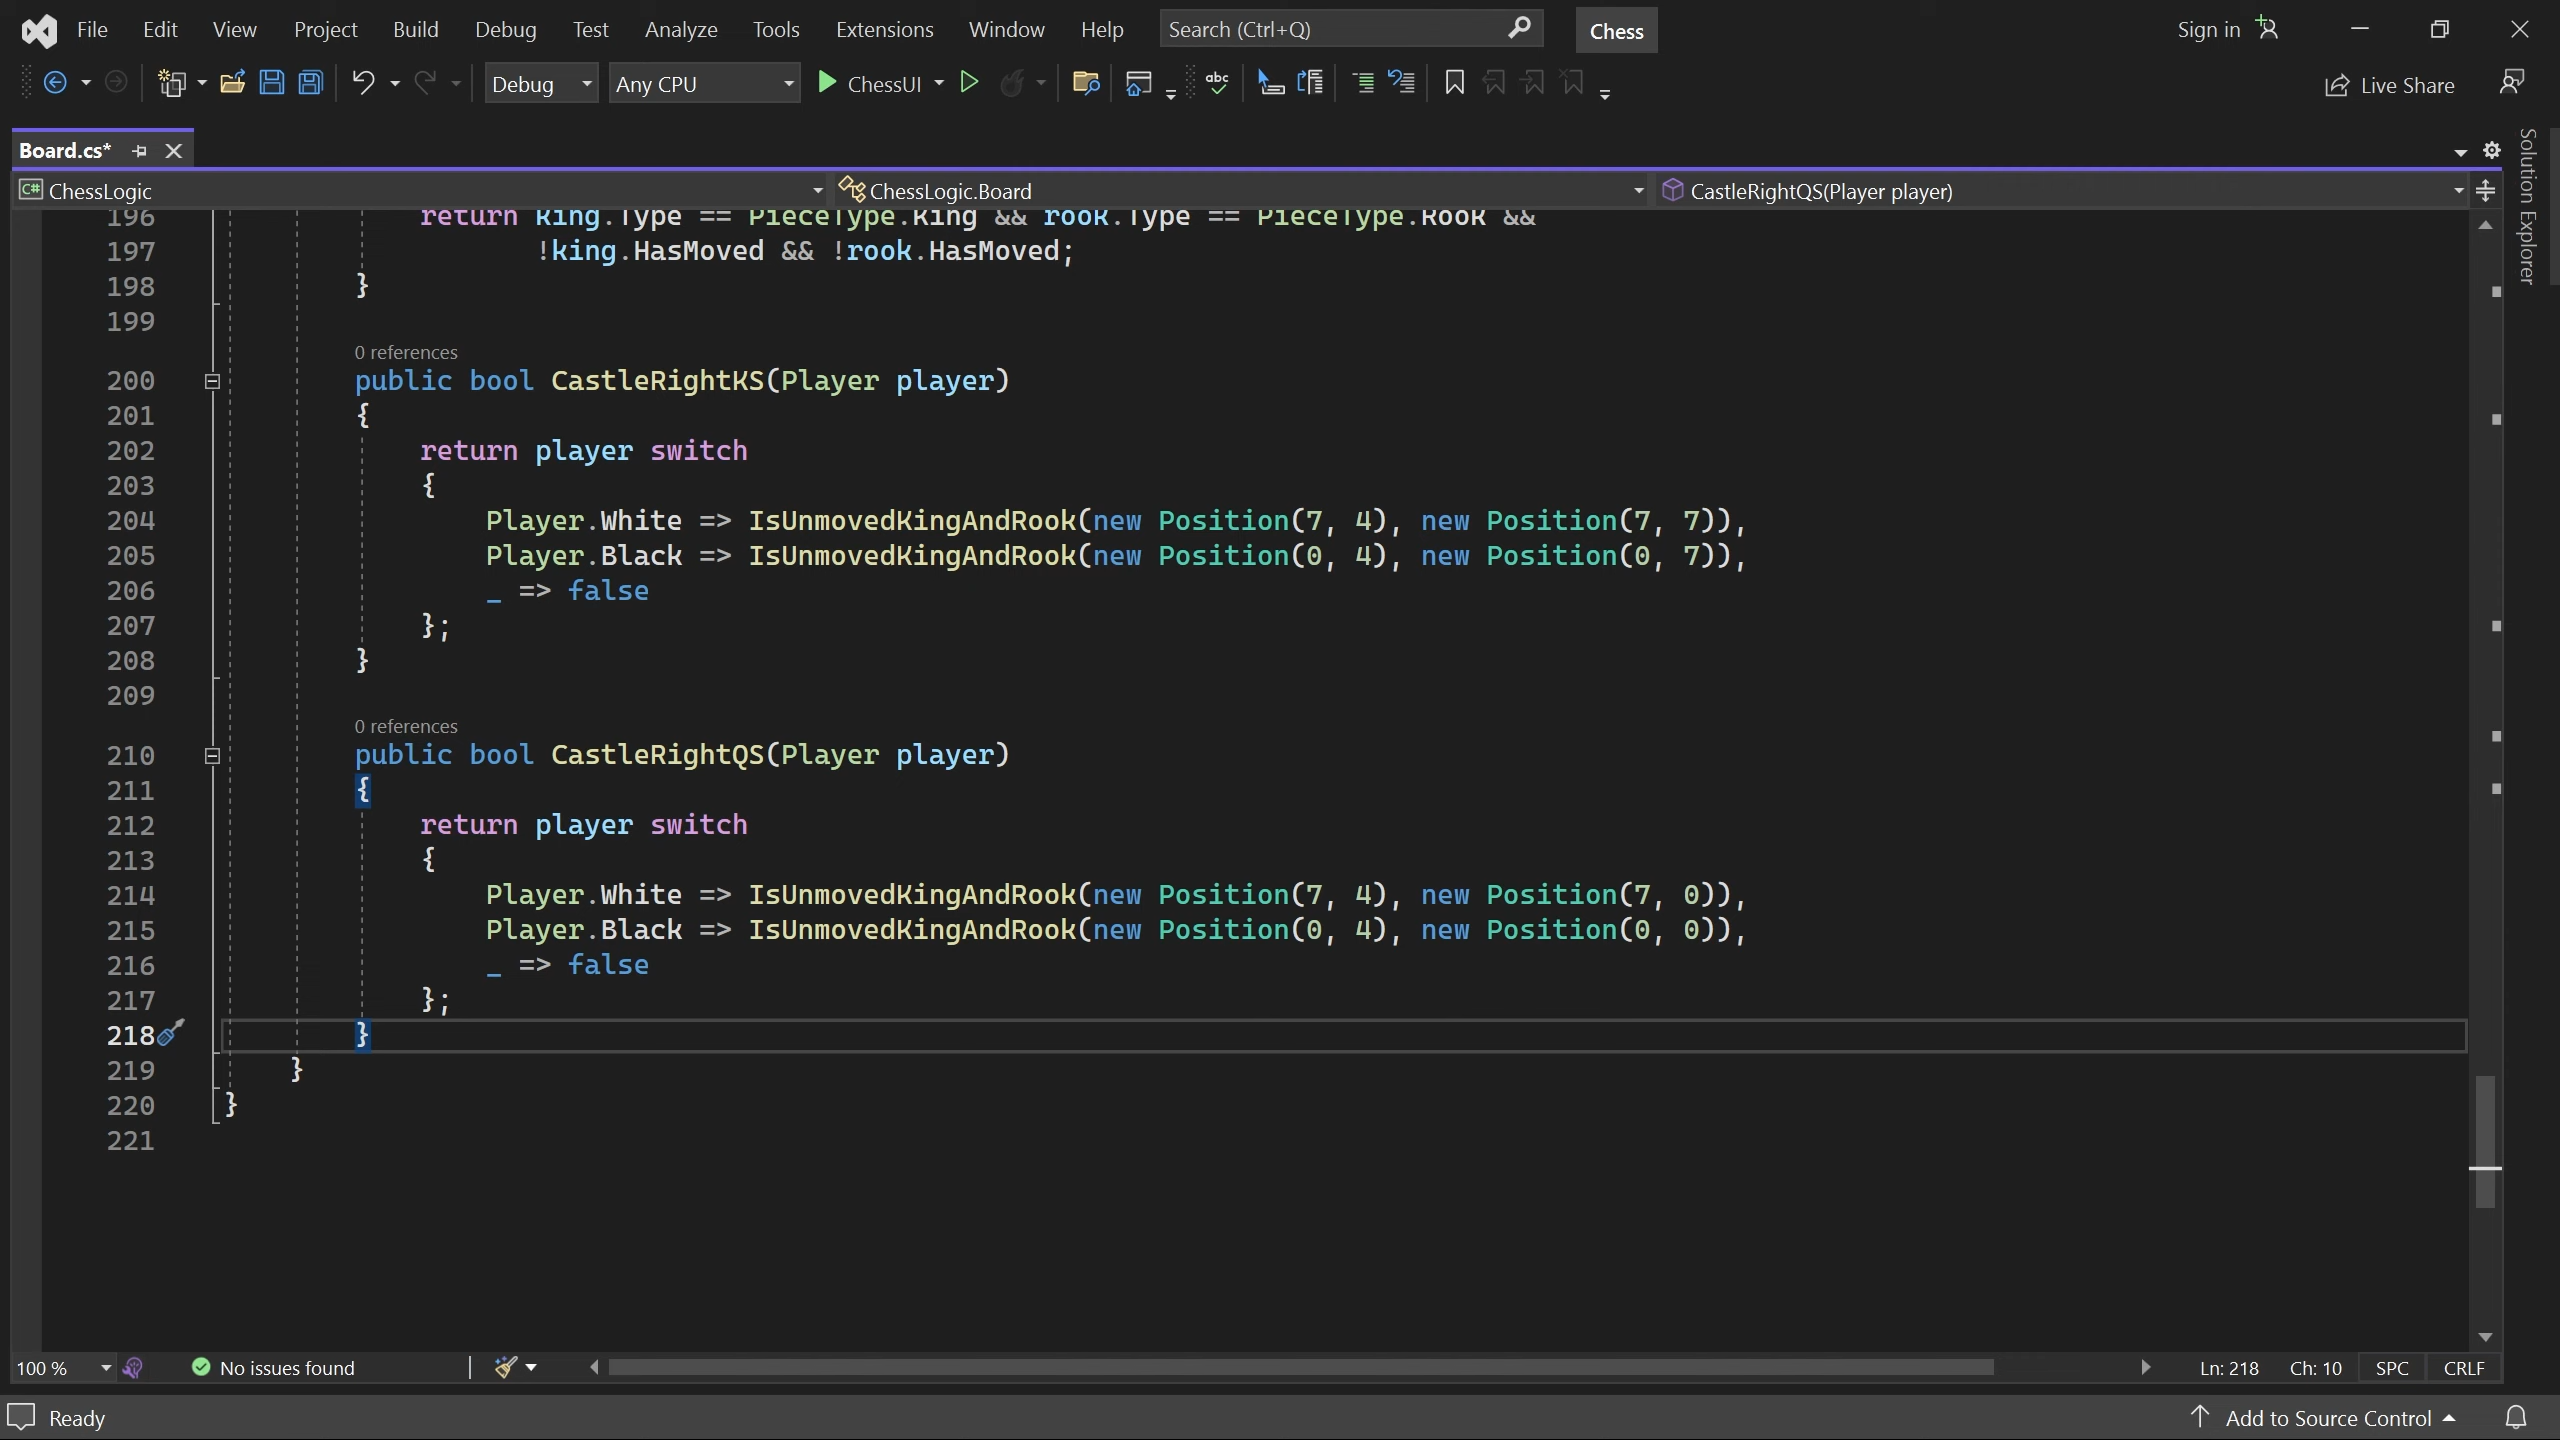 File Edit View Project Build Debug Test Analyze Tools Extensions Window Help Search (Ctrl+Q) Chess Sign in
Debug Any CPU ChessUI abc Live Share
Board.cs*
Solution Explorer
C# ChessLogic ChessLogic.Board CastleRightQS(Player player)
196 return king.Type == PieceType.King && rook.Type == PieceType.Rook &&
197 !king.HasMoved && !rook.HasMoved;
198 }
199
0 references
200 public bool CastleRightKS(Player player)
201 {
202 return player switch
203 {
204 Player.White => IsUnmovedKingAndRook(new Position(7, 4), new Position(7, 7)),
205 Player.Black => IsUnmovedKingAndRook(new Position(0, 4), new Position(0, 7)),
206 _ => false
207 };
208 }
209
0 references
210 public bool CastleRightQS(Player player)
211 {
212 return player switch
213 {
214 Player.White => IsUnmovedKingAndRook(new Position(7, 4), new Position(7, 0)),
215 Player.Black => IsUnmovedKingAndRook(new Position(0, 4), new Position(0, 0)),
216 _ => false
217 };
218 }
219 }
220 }
221
100 % No issues found Ln: 218 Ch: 10 SPC CRLF
Ready Add to Source Control